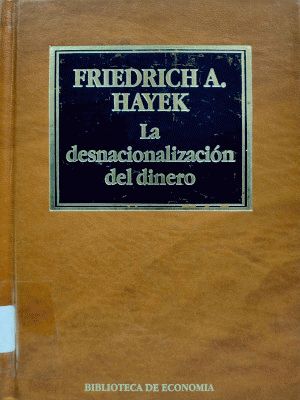 FRIEDRICH A.
HAYEK
La
desnacionalización
del dinero
BIBLIOTECA DE ECONOMIA